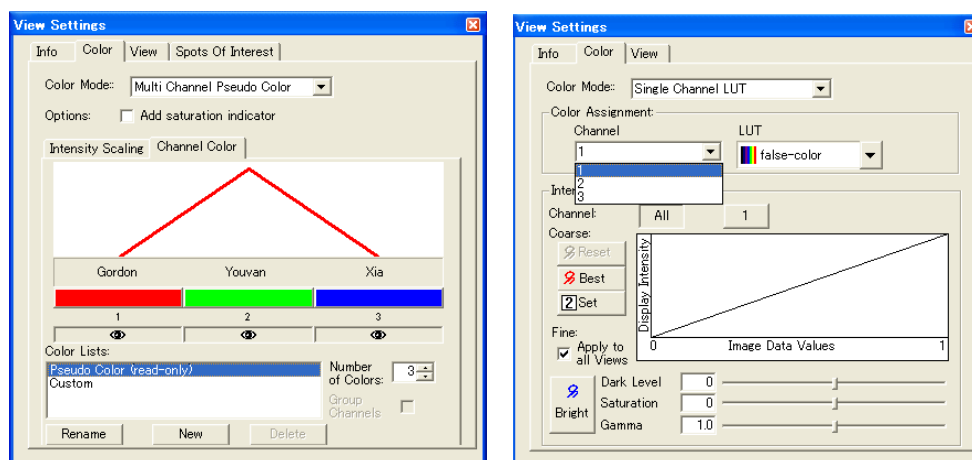 View Settings
Info Color View Spots Of Interest
Color Mode: Multi Channel Pseudo Color
Options: Add saturation indicator
Intensity Scaling Channel Color
Gordon Youvan Xia
1 2 3
Color Lists:
Pseudo Color (read-only)
Custom
Number of Colors: 3
Group Channels
Rename New Delete
View Settings
Info Color View
Color Mode: Single Channel LUT
Color Assignment:
Channel LUT
1 false-color
1
2
3
Inter
Channel: All 1
Coarse:
Reset
Best
2 Set
Display Intensity
0 Image Data Values 1
Fine:
Apply to all Views
Bright
Dark Level 0
Saturation 0
Gamma 1.0